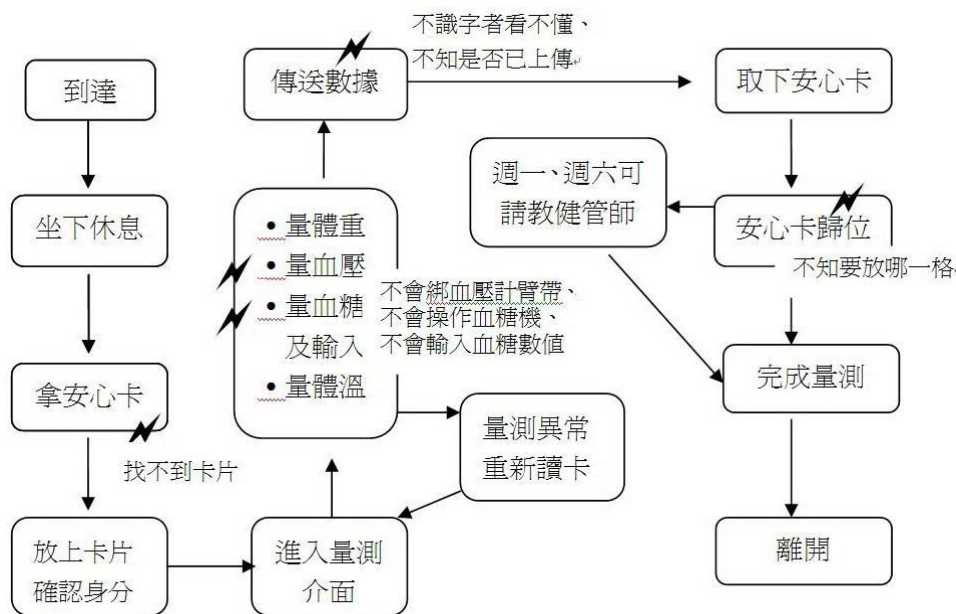 到達
坐下休息
拿安心卡
找不到卡片
放上卡片
確認身分
進入量測
介面
量測異常
重新讀卡
• 量體重
• 量血壓
• 量血糖
及輸入
• 量體溫
不會綁血壓計臂帶、
不會操作血糖機、
不會輸入血糖數值
傳送數據
不識字者看不懂、
不知是否已上傳
取下安心卡
安心卡歸位
不知要放哪一格
週一、週六可
請教健管師
完成量測
離開